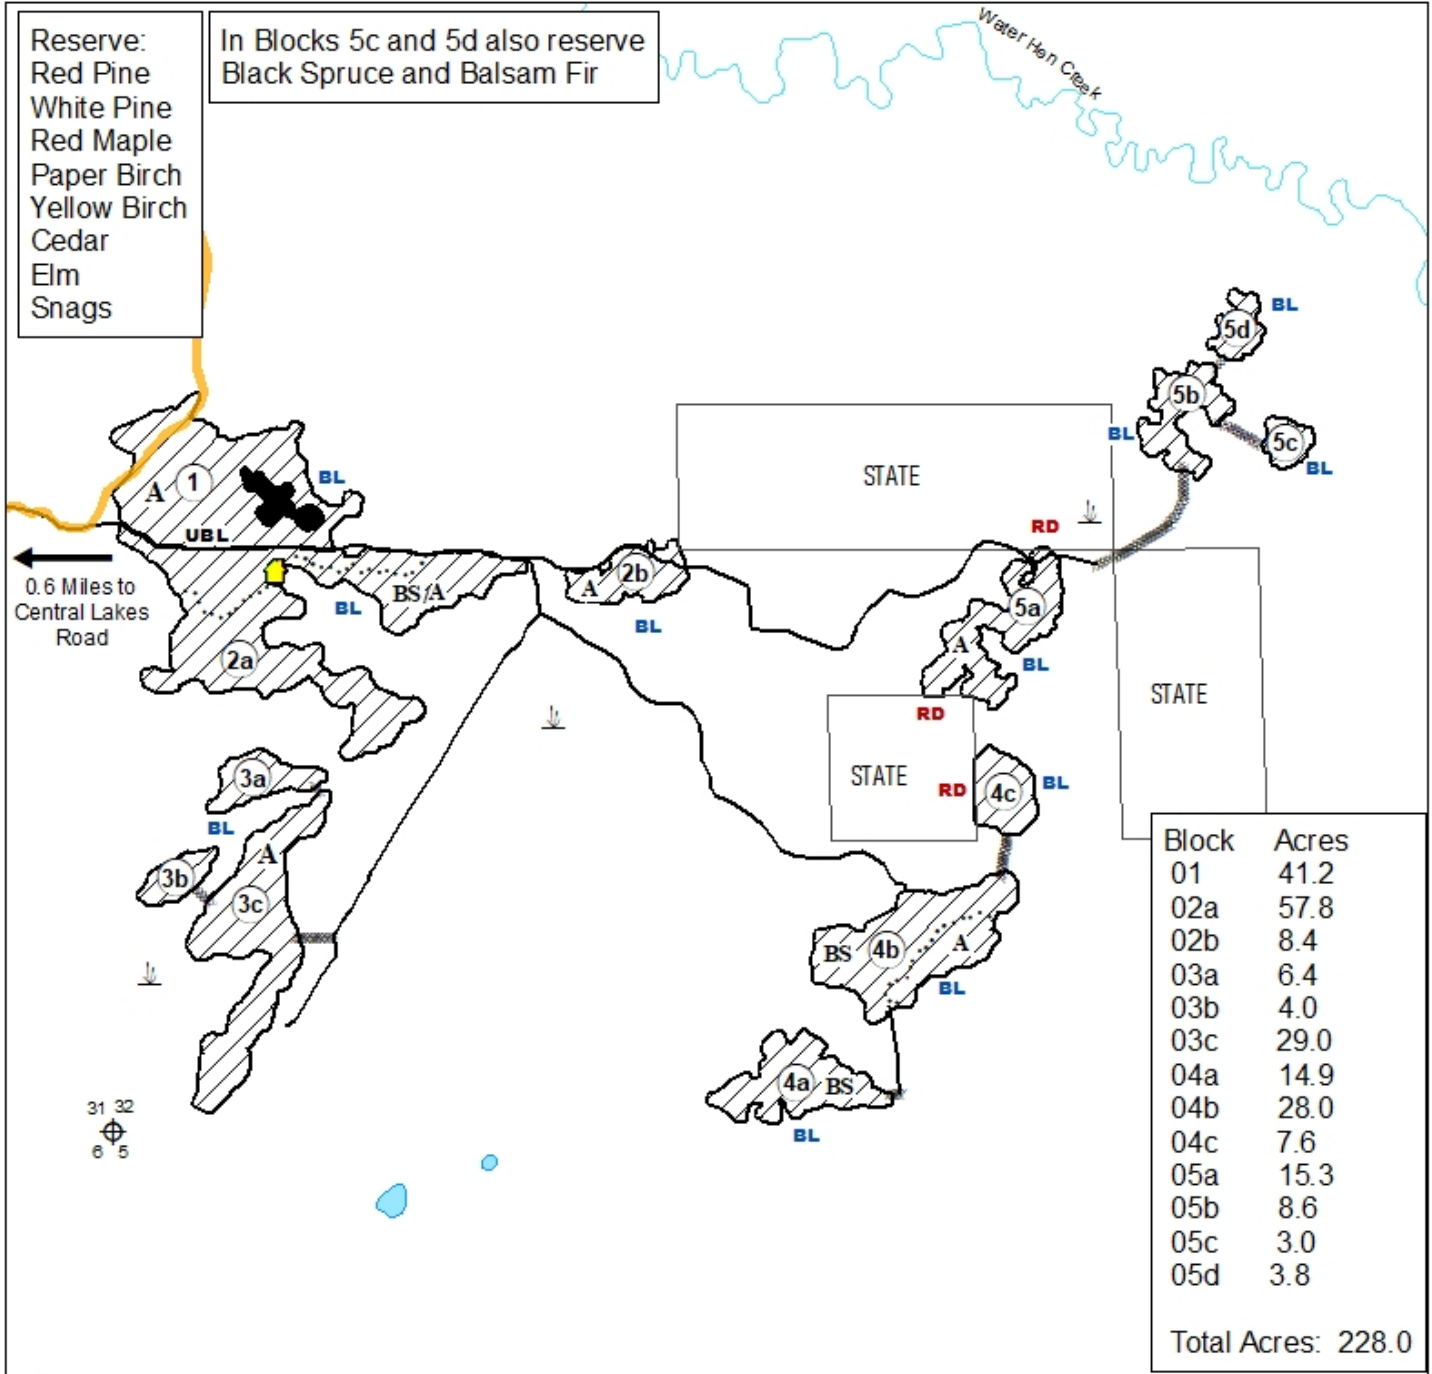 Reserve:
Red Pine
White Pine
Red Maple
Paper Birch
Yellow Birch
Cedar
Elm
Snags
In Blocks 5c and 5d also reserve
Black Spruce and Balsam Fir
Water Hen Creek
5d
BL
5b
BL
5c
BL
STATE
1
A
BL
UBL
RD
0.6 Miles to
Central Lakes
Road
BL
BS/A
2b
A
BL
5a
A
BL
2a
RD
STATE
STATE
RD
4c
BL
3a
BL
A
3b
3c
BS
4b
A
BL
4a
BS
BL
31 32
6 5
Block Acres
01 41.2
02a 57.8
02b 8.4
03a 6.4
03b 4.0
03c 29.0
04a 14.9
04b 28.0
04c 7.6
05a 15.3
05b 8.6
05c 3.0
05d 3.8
Total Acres: 228.0